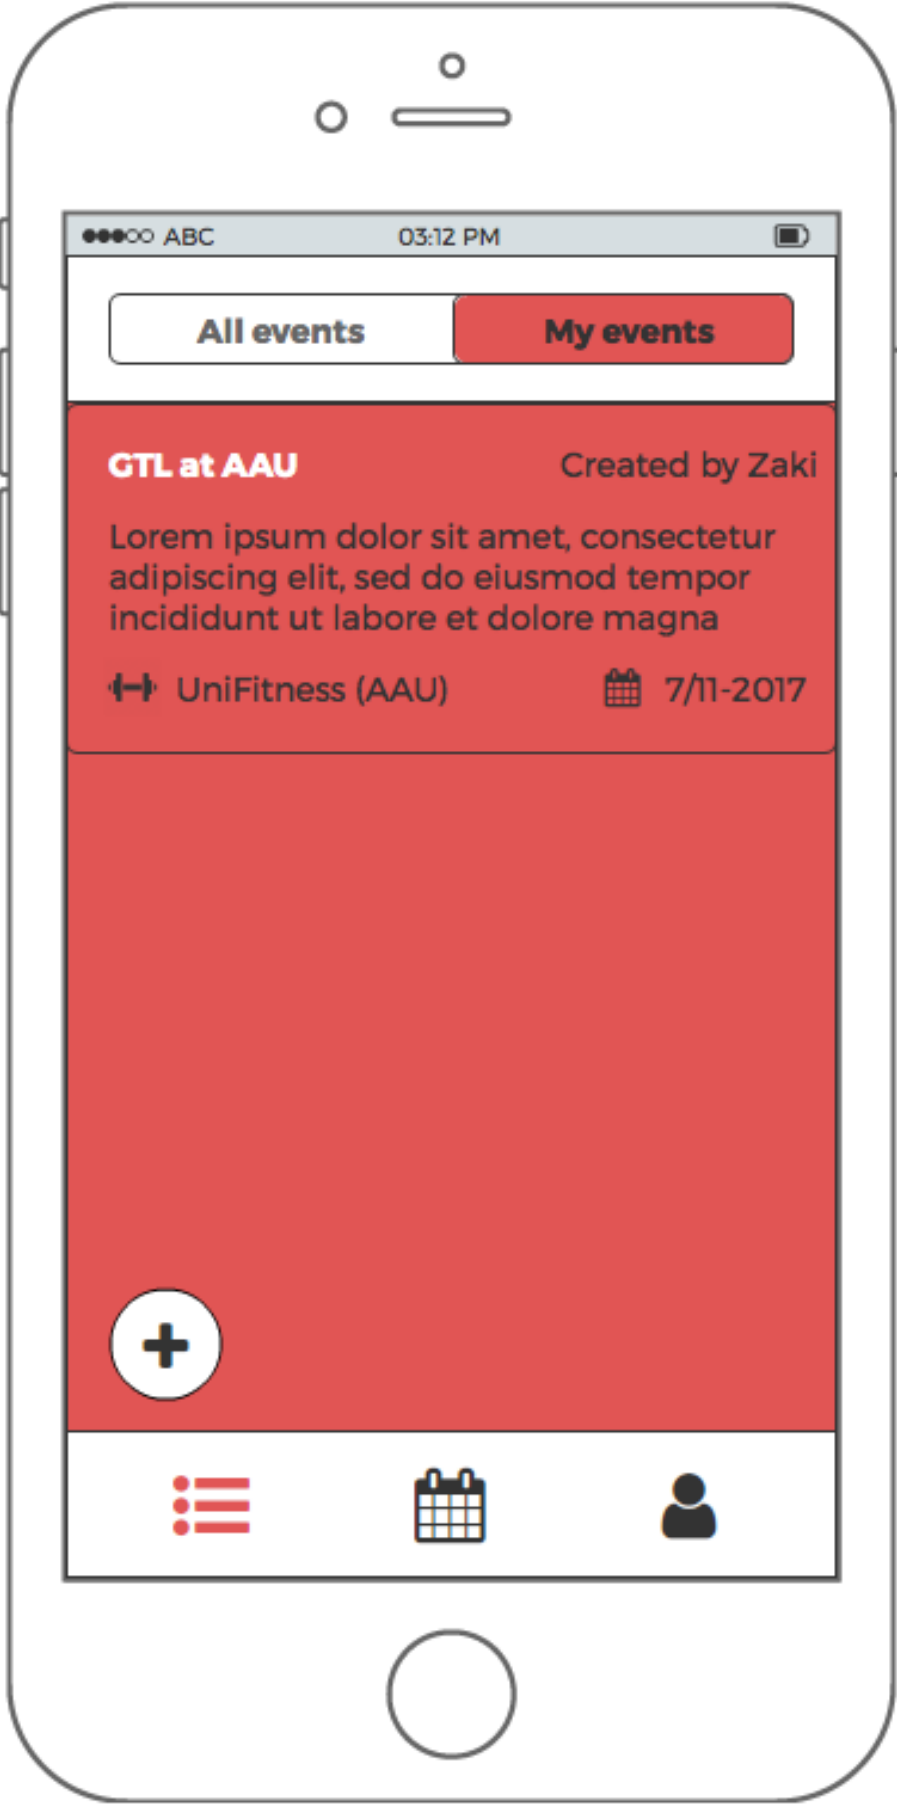 ABC 03:12 PM
All events My events
GTL at AAU Created by Zaki
Lorem ipsum dolor sit amet, consectetur
adipiscing elit, sed do eiusmod tempor
incididunt ut labore et dolore magna
UniFitness (AAU) 7/11-2017